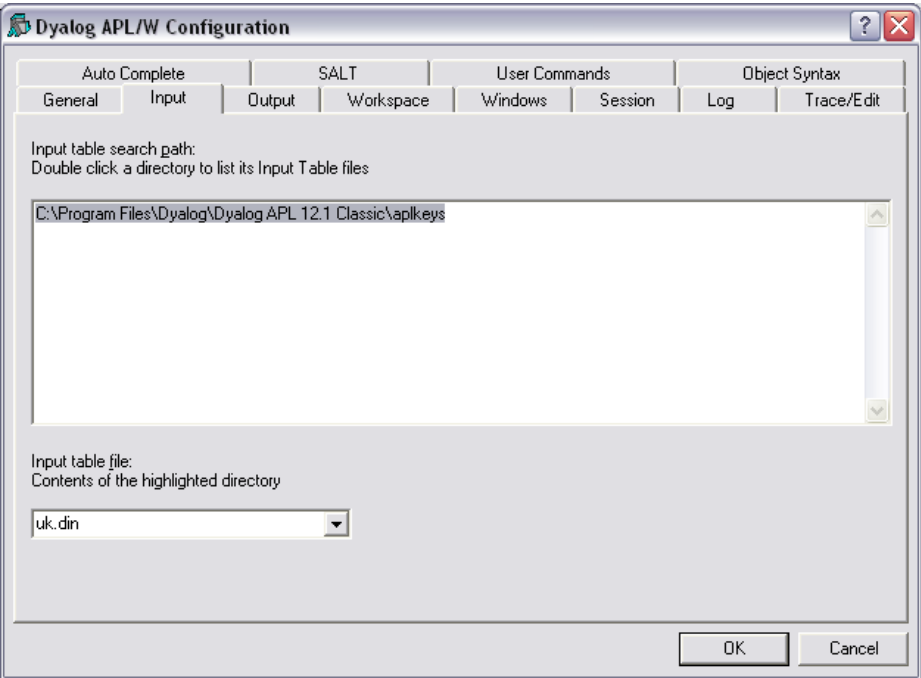 Dyalog APL/W Configuration
Auto Complete SALT User Commands Object Syntax
General Input Output Workspace Windows Session Log Trace/Edit
Input table search path:
Double click a directory to list its Input Table files
C:\Program Files\Dyalog\Dyalog APL 12.1 Classic\aplkeys
Input table file:
Contents of the highlighted directory
uk.din
OK Cancel